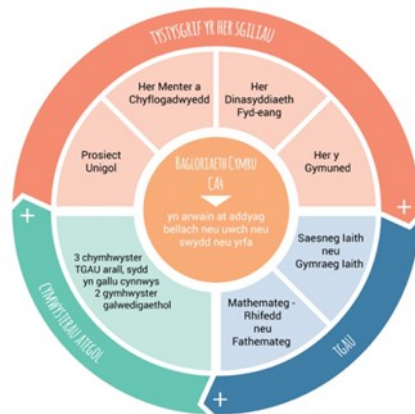 TYSTYSGRIF YR HER SGILIAU
Her Menter a
Chyflogadwyedd
Her
Dinasyddiaeth
Fyd-eang
Prosiect
Unigol
Her y
Gymuned
BAGLORIAETH CYMRU
CA4
yn arwain at addyag
bellach neu uwch neu
swydd neu yrfa
3 chymhwyster
TGAU arall, sydd
yn gallu cynnwys
2 gymhwyster
galwedigaethol
Saesneg Iaith
neu
Gymraeg Iaith
Mathemateg -
Rhifedd
neu
Fathemateg
CYMWYSTERAU ATEGOL
TGAU
+
+
+